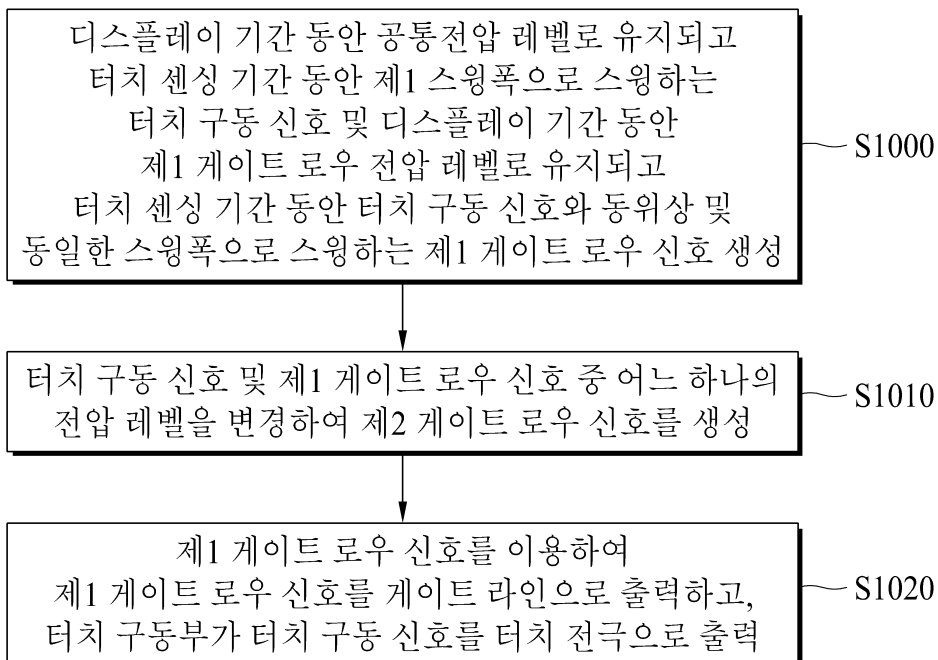 디스플레이 기간 동안 공통전압 레벨로 유지되고
터치 센싱 기간 동안 제1 스윙폭으로 스윙하는
터치 구동 신호 및 디스플레이 기간 동안
제1 게이트 로우 전압 레벨로 유지되고
터치 센싱 기간 동안 터치 구동 신호와 동위상 및
동일한 스윙폭으로 스윙하는 제1 게이트 로우 신호 생성
S1000
터치 구동 신호 및 제1 게이트 로우 신호 중 어느 하나의
전압 레벨을 변경하여 제2 게이트 로우 신호를 생성
S1010
제1 게이트 로우 신호를 이용하여
제1 게이트 로우 신호를 게이트 라인으로 출력하고,
터치 구동부가 터치 구동 신호를 터치 전극으로 출력
S1020